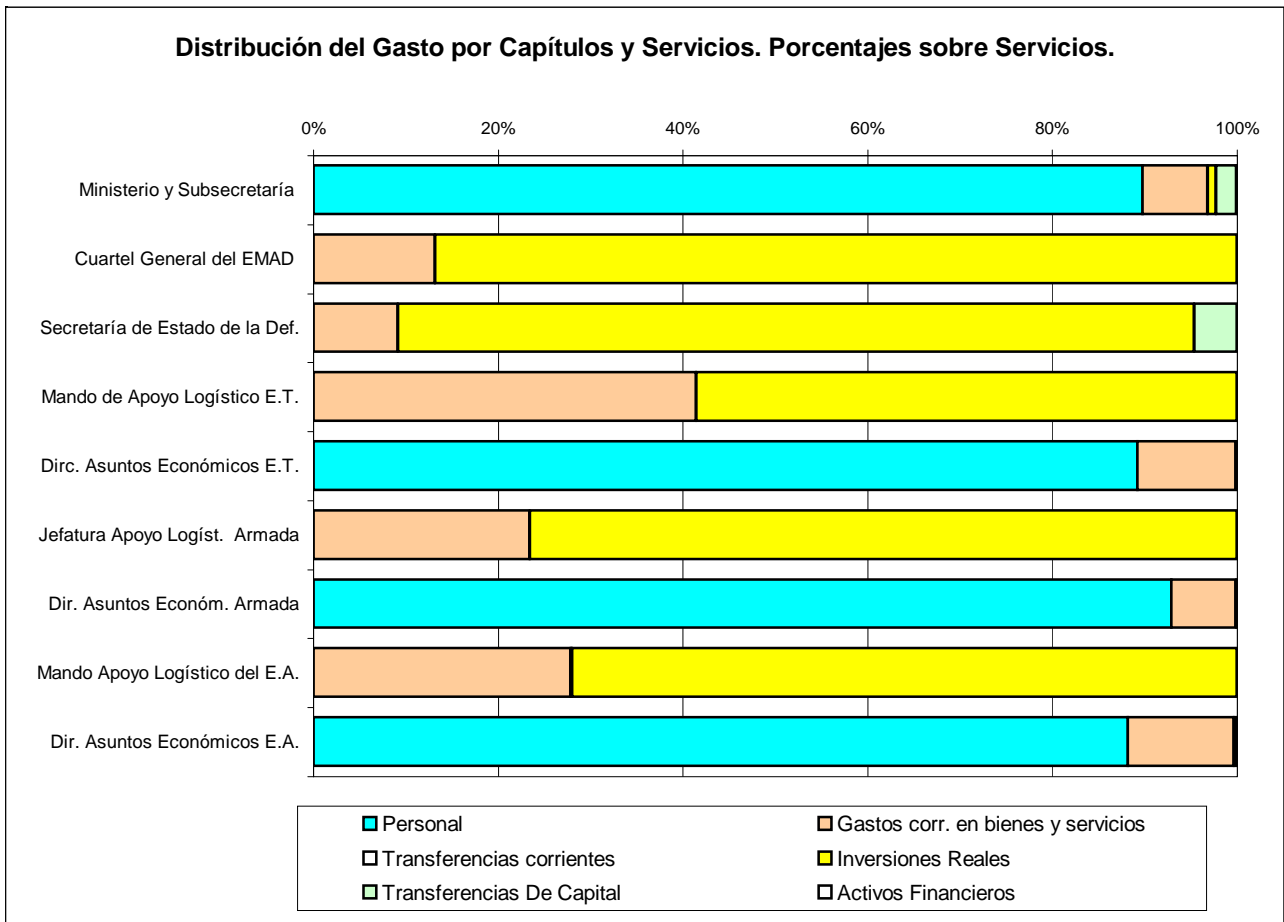 Distribución del Gasto por Capítulos y Servicios. Porcentajes sobre Servicios.
0% 20% 40% 60% 80% 100%
Ministerio y Subsecretaría
Cuartel General del EMAD
Secretaría de Estado de la Def.
Mando de Apoyo Logístico E.T.
Dirc. Asuntos Económicos E.T.
Jefatura Apoyo Logíst. Armada
Dir. Asuntos Económ. Armada
Mando Apoyo Logístico del E.A.
Dir. Asuntos Económicos E.A.
Personal Gastos corr. en bienes y servicios
Transferencias corrientes Inversiones Reales
Transferencias De Capital Activos Financieros